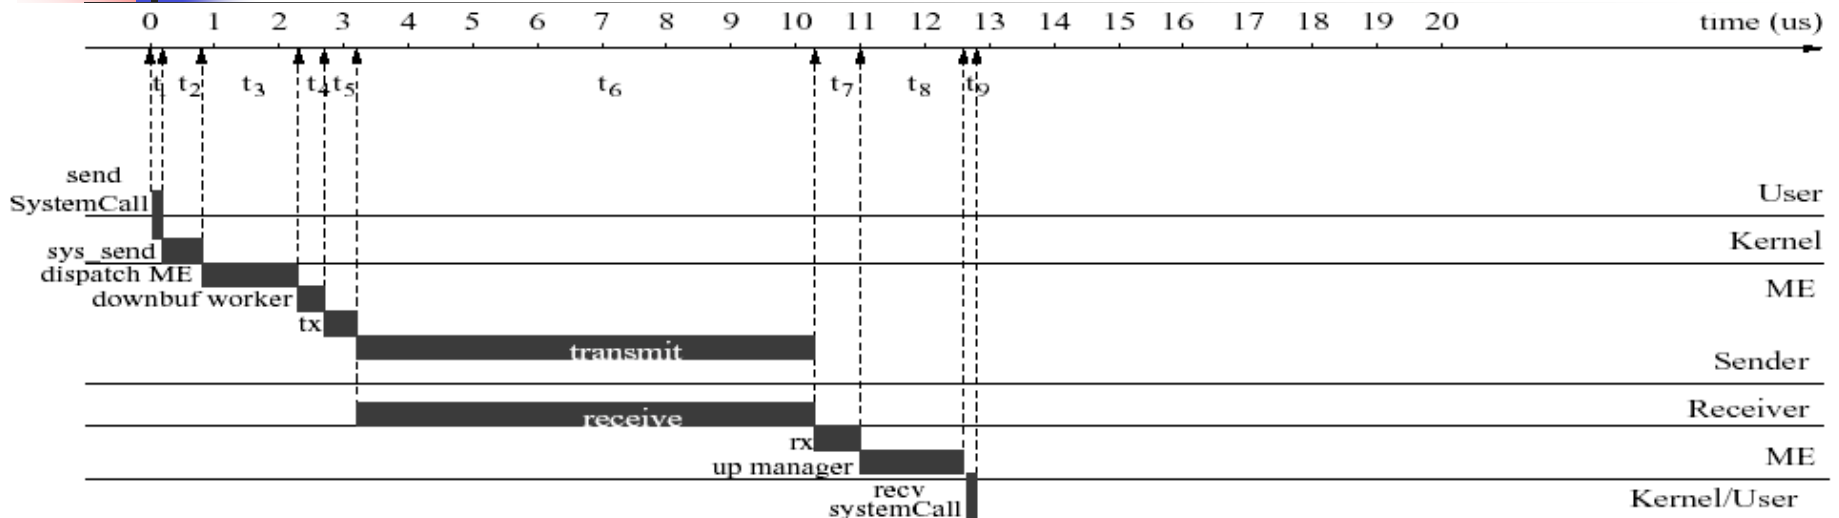 0 1 2 3 4 5 6 7 8 9 10 11 12 13 14 15 16 17 18 19 20 time (us)
t1 t2 t3 t4 t5 t6 t7 t8 t9
send
SystemCall
User
sys_send
Kernel
dispatch ME
ME
downbuf worker
tx
transmit
Sender
receive
Receiver
rx
up manager
ME
recv
systemCall
Kernel/User